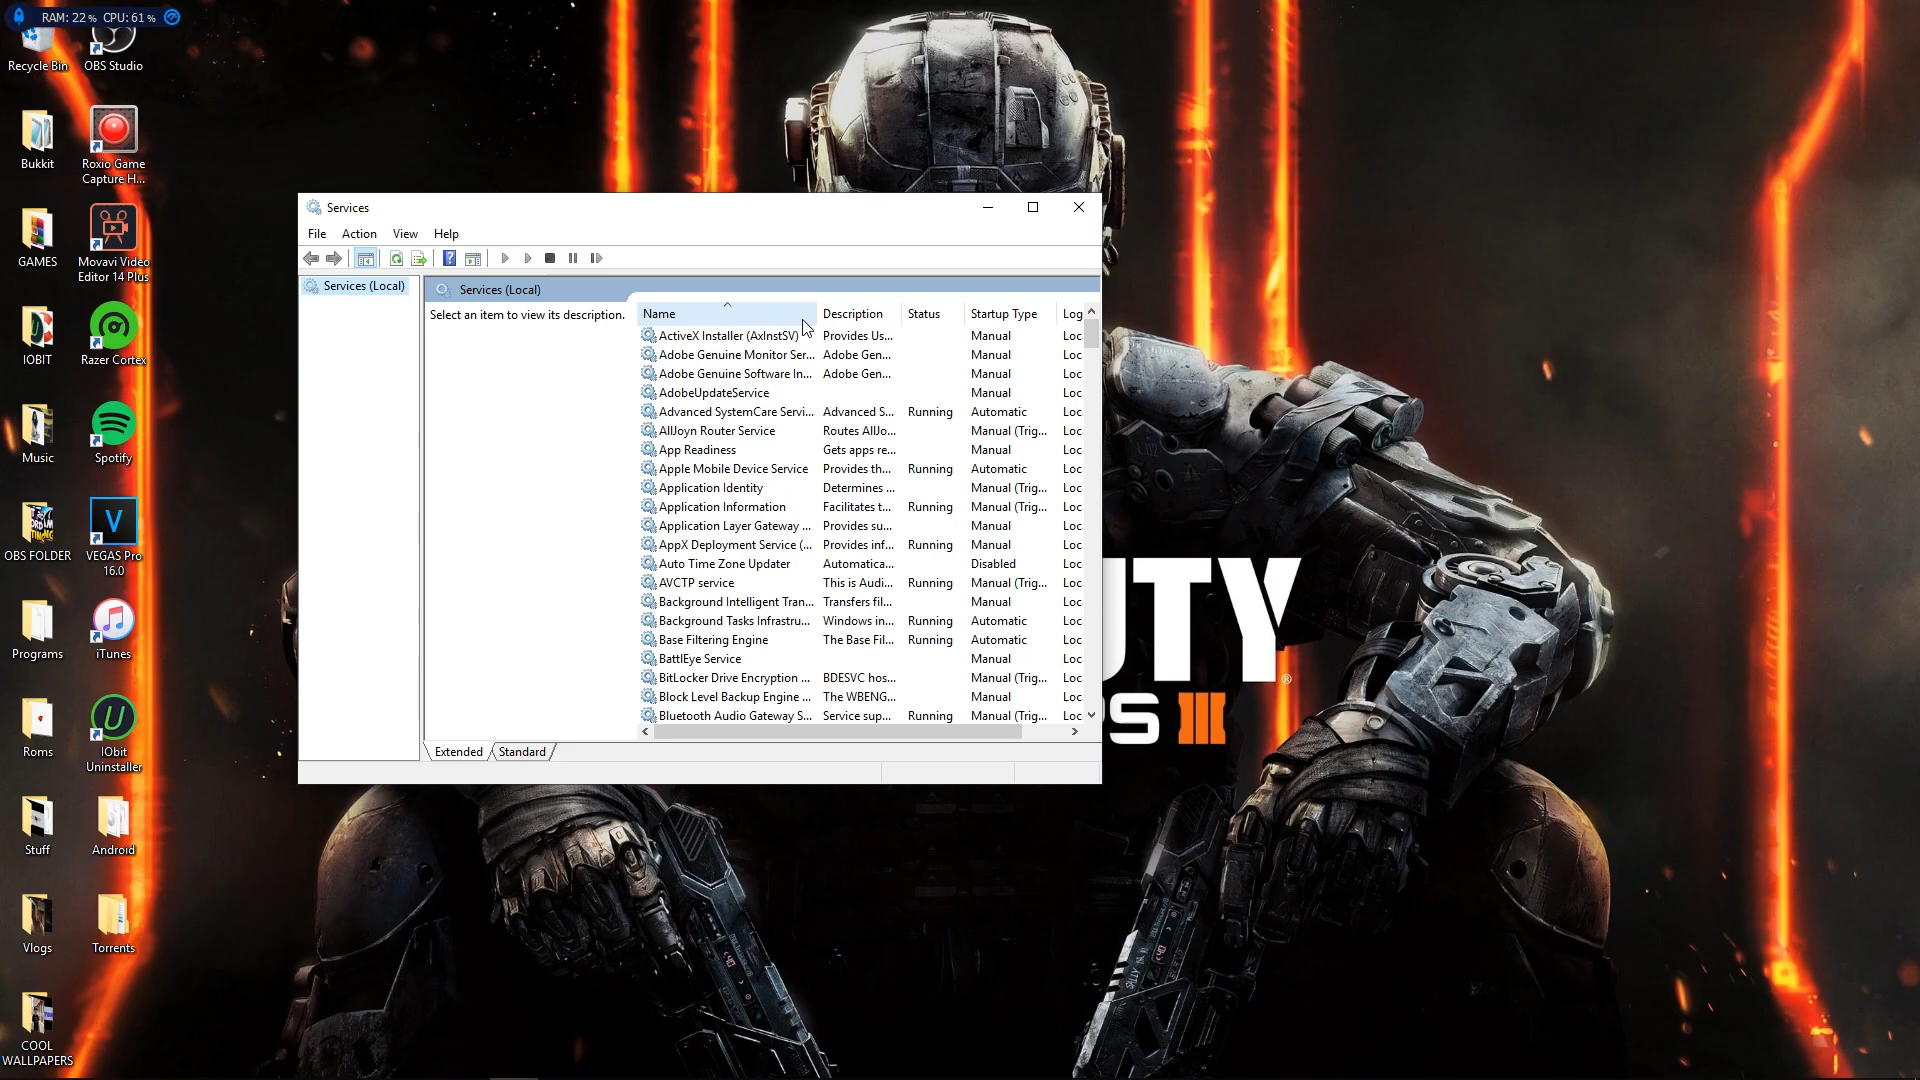 RAM: 22 % CPU: 61 %
Recycle Bin
OBS Studio
Bukkit
Roxio Game
Capture H...
GAMES
Movavi Video
Editor 14 Plus
IOBIT
Razer Cortex
Music
Spotify
OBS FOLDER
VEGAS Pro
16.0
Programs
iTunes
Roms
IObit
Uninstaller
Stuff
Android
Vlogs
Torrents
COOL
WALLPAPERS
Services
File Action View Help
Services (Local)
Services (Local)
Select an item to view its description.
Name Description Status Startup Type Log
ActiveX Installer (AxInstSV) Provides Us... Manual Loc
Adobe Genuine Monitor Ser... Adobe Gen... Manual Loc
Adobe Genuine Software In... Adobe Gen... Manual Loc
AdobeUpdateService Manual Loc
Advanced SystemCare Servi... Advanced S... Running Automatic Loc
AllJoyn Router Service Routes AllJo... Manual (Trig... Loc
App Readiness Gets apps re... Manual Loc
Apple Mobile Device Service Provides th... Running Automatic Loc
Application Identity Determines ... Manual (Trig... Loc
Application Information Facilitates t... Running Manual (Trig... Loc
Application Layer Gateway ... Provides su... Manual Loc
AppX Deployment Service (... Provides inf... Running Manual Loc
Auto Time Zone Updater Automatica... Disabled Loc
AVCTP service This is Audi... Running Manual (Trig... Loc
Background Intelligent Tran... Transfers fil... Manual Loc
Background Tasks Infrastru... Windows in... Running Automatic Loc
Base Filtering Engine The Base Fil... Running Automatic Loc
BattlEye Service Manual Loc
BitLocker Drive Encryption ... BDESVC hos... Manual (Trig... Loc
Block Level Backup Engine ... The WBENG... Manual Loc
Bluetooth Audio Gateway S... Service sup... Running Manual (Trig... Loc
Extended Standard
UTY®
PS III